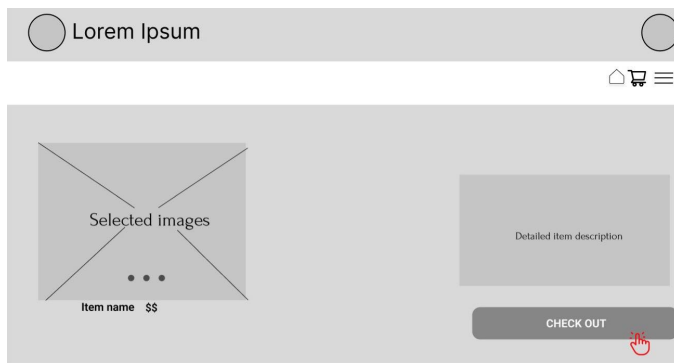 Lorem Ipsum
Selected images
Item name $$
Detailed item description
CHECK OUT